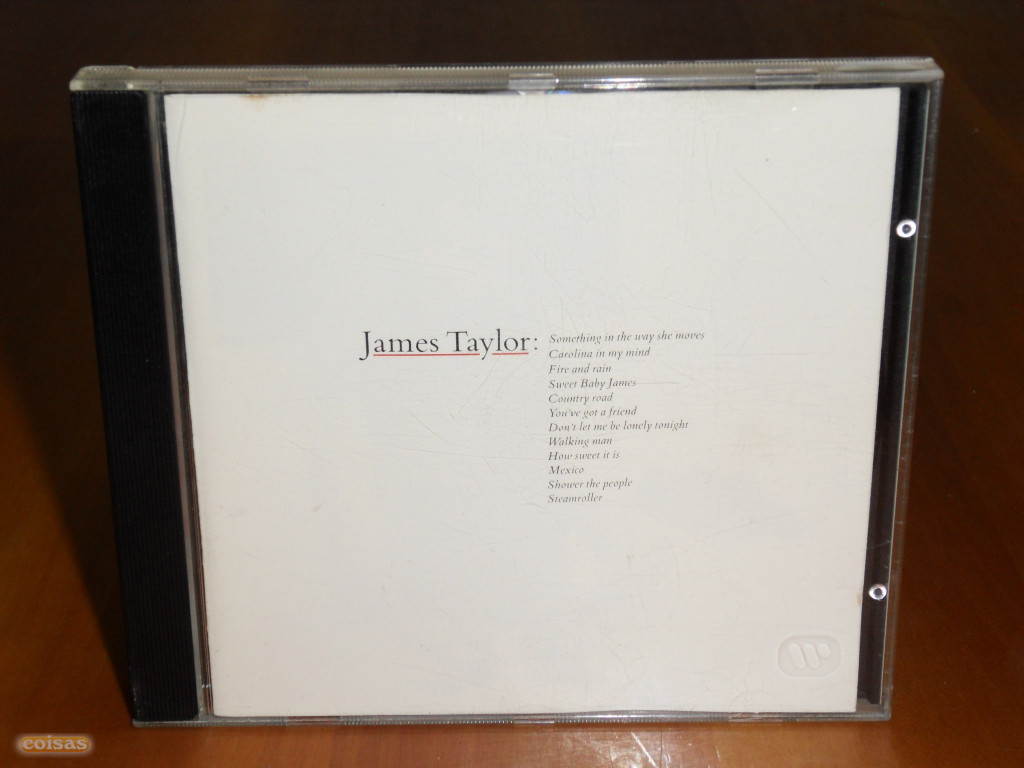 James Taylor:
Something in the way she moves
Carolina in my mind
Fire and rain
Sweet Baby James
Country road
You've got a friend
Don't let me be lonely tonight
Walking man
How sweet it is
Mexico
Shower the people
Steamroller
coisas